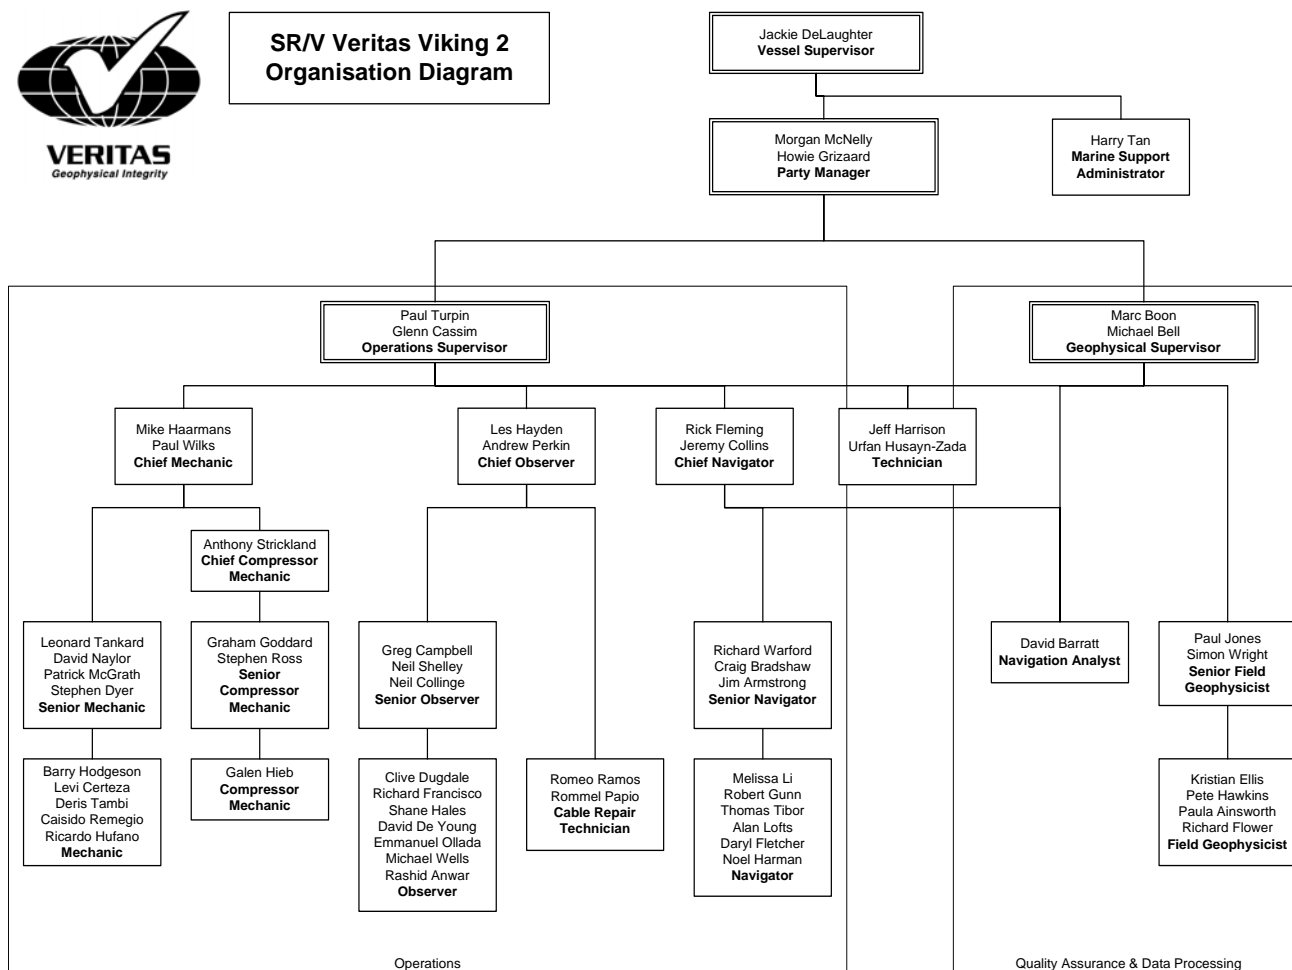 VERITAS
Geophysical Integrity
SR/V Veritas Viking 2
Organisation Diagram
Jackie DeLaughter
Vessel Supervisor
Morgan McNelly
Howie Grizaard
Party Manager
Harry Tan
Marine Support
Administrator
Paul Turpin
Glenn Cassim
Operations Supervisor
Marc Boon
Michael Bell
Geophysical Supervisor
Mike Haarmans
Paul Wilks
Chief Mechanic
Les Hayden
Andrew Perkin
Chief Observer
Rick Fleming
Jeremy Collins
Chief Navigator
Jeff Harrison
Urfan Husayn-Zada
Technician
Anthony Strickland
Chief Compressor
Mechanic
Leonard Tankard
David Naylor
Patrick McGrath
Stephen Dyer
Senior Mechanic
Graham Goddard
Stephen Ross
Senior
Compressor
Mechanic
Greg Campbell
Neil Shelley
Neil Collinge
Senior Observer
Richard Warford
Craig Bradshaw
Jim Armstrong
Senior Navigator
David Barratt
Navigation Analyst
Paul Jones
Simon Wright
Senior Field
Geophysicist
Barry Hodgeson
Levi Certeza
Deris Tambi
Caisido Remegio
Ricardo Hufano
Mechanic
Galen Hieb
Compressor
Mechanic
Clive Dugdale
Richard Francisco
Shane Hales
David De Young
Emmanuel Ollada
Michael Wells
Rashid Anwar
Observer
Romeo Ramos
Rommel Papio
Cable Repair
Technician
Melissa Li
Robert Gunn
Thomas Tibor
Alan Lofts
Daryl Fletcher
Noel Harman
Navigator
Kristian Ellis
Pete Hawkins
Paula Ainsworth
Richard Flower
Field Geophysicist
Operations
Quality Assurance & Data Processing